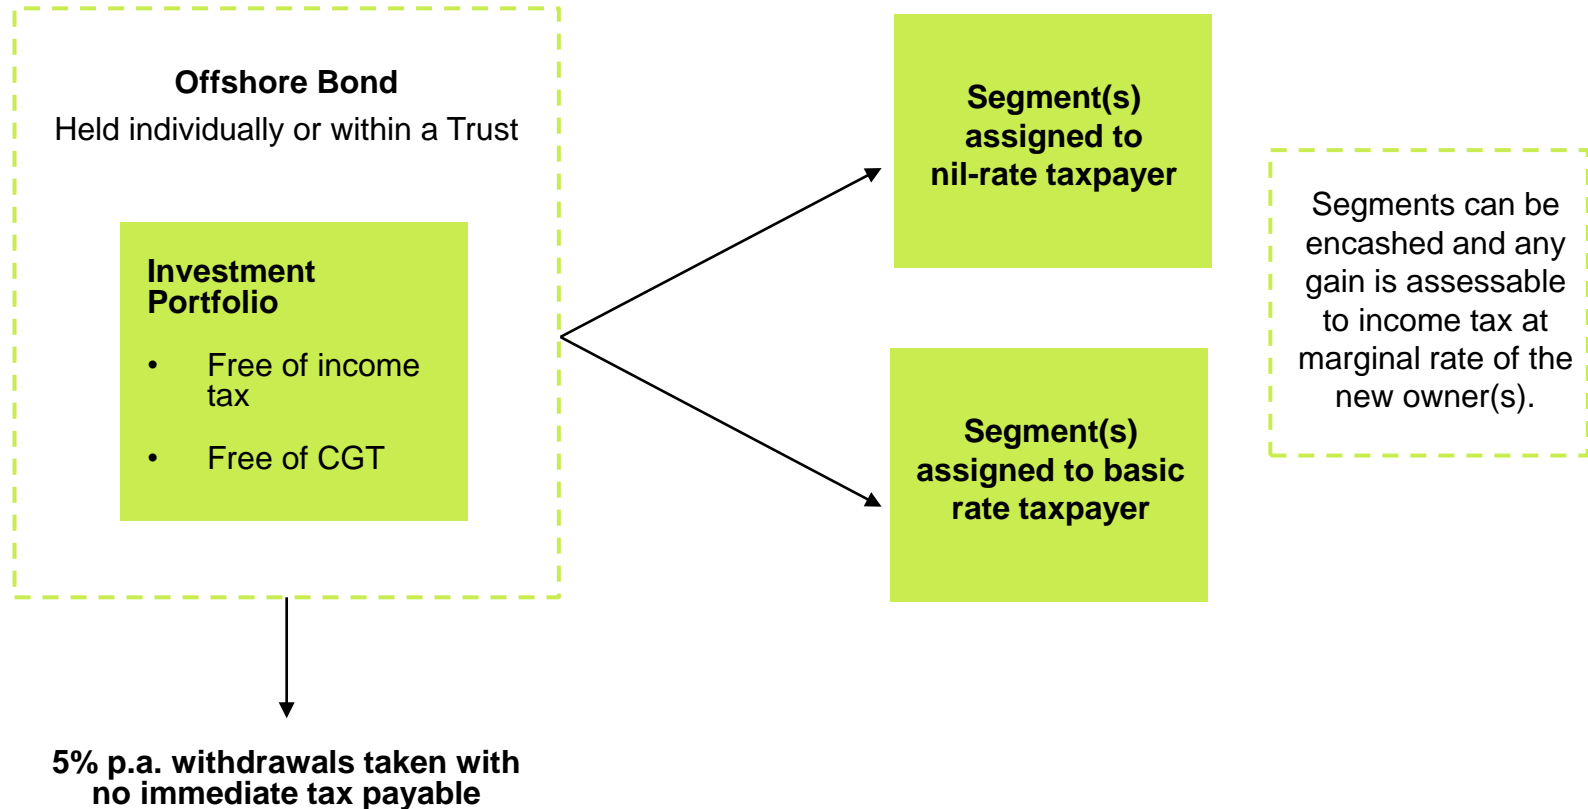 Offshore Bond
Held individually or within a Trust
Investment
Portfolio
• Free of income
tax
• Free of CGT
5% p.a. withdrawals taken with
no immediate tax payable
Segment(s)
assigned to
nil-rate taxpayer
Segment(s)
assigned to basic
rate taxpayer
Segments can be
encashed and any
gain is assessable
to income tax at
marginal rate of the
new owner(s).